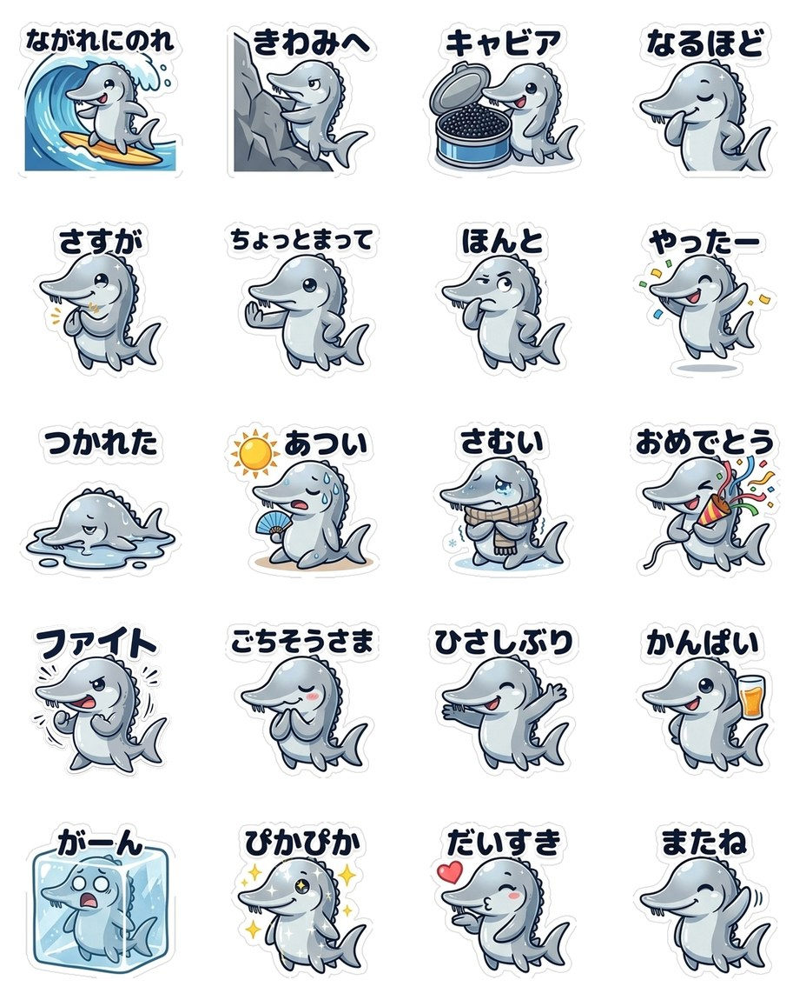 ながれにのれ
きわみへ
キャビア
なるほど
さすが
ちょっとまって
ほんと
やったー
つかれた
あつい
さむい
おめでとう
ファイト
ごちそうさま
ひさしぶり
かんぱい
がーん
ぴかぴか
だいすき
またね